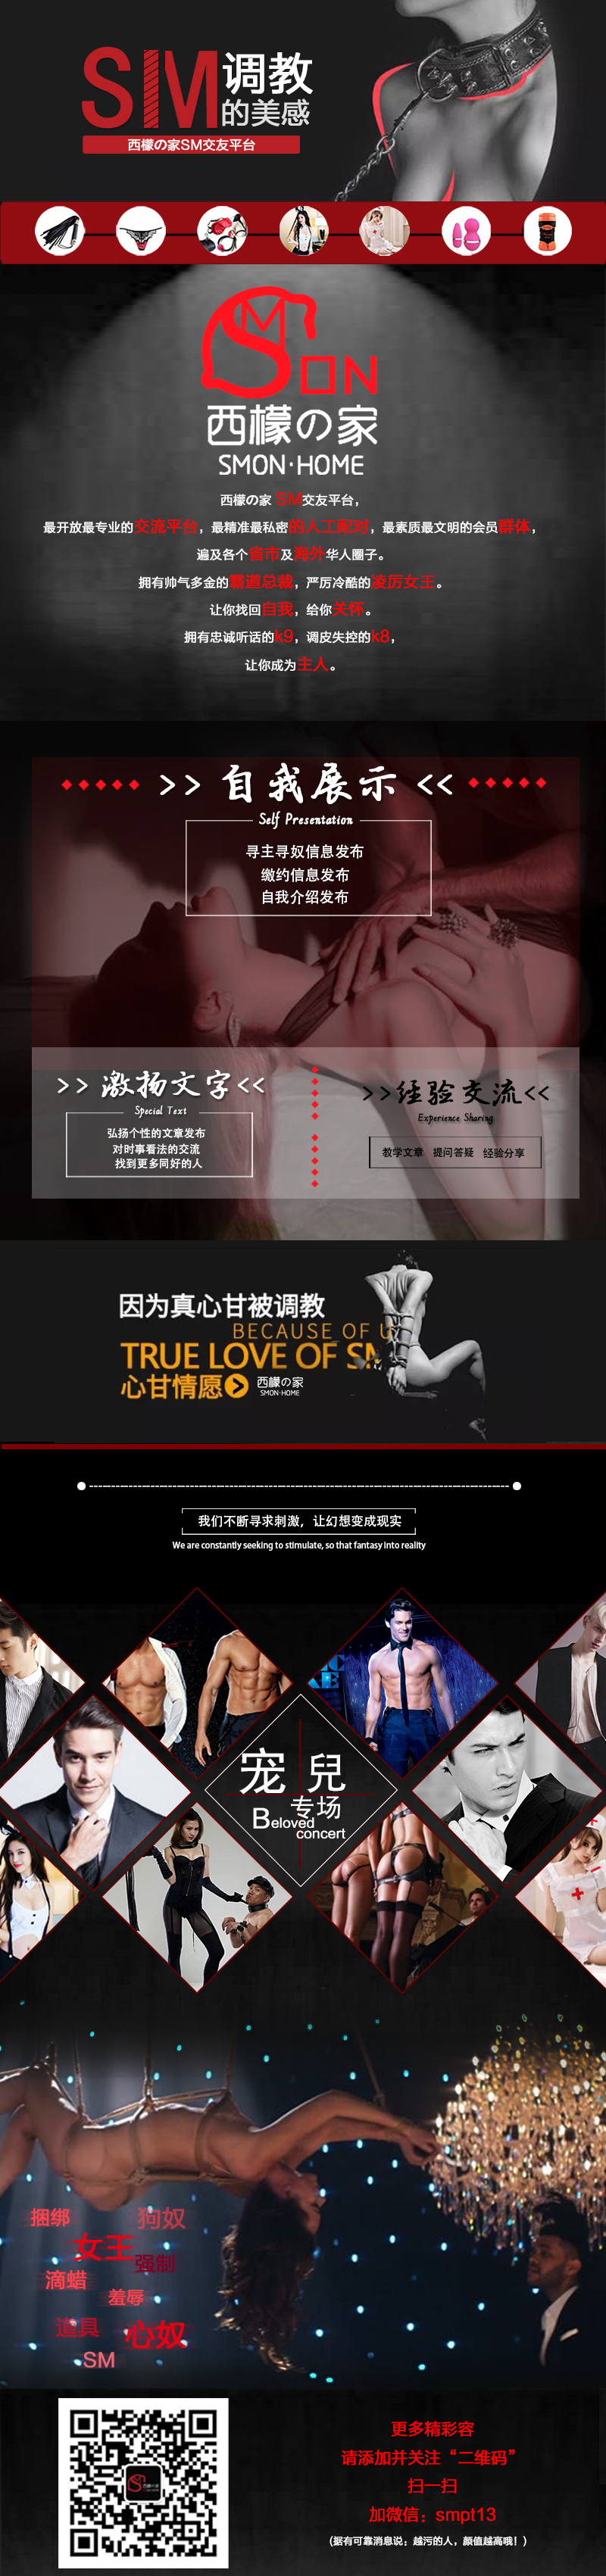 SM调教
的美感
西檬の家SM交友平台
SMON
西檬の家
SMON·HOME
西檬の家 SM交友平台，
最开放最专业的交流平台，最精准最私密的人工配对，最素质最文明的会员群体，
遍及各个省市及海外华人圈子。
拥有帅气多金的霸道总裁，严厉冷酷的凌厉女王。
让你找回自我，给你关怀。
拥有忠诚听话的k9，调皮失控的k8，
让你成为主人。
>> 自我展示 <<
Self Presentation
寻主寻奴信息发布
缴约信息发布
自我介绍发布
>> 激扬文字 <<
Special Text
弘扬个性的文章发布
对时事看法的交流
找到更多同好的人
>> 经验交流 <<
Experience Sharing
教学文章 提问答疑 经验分享
因为真心甘被调教
BECAUSE OF U
TRUE LOVE OF SM
心甘情愿 西檬の家
SMON·HOME
我们不断寻求刺激，让幻想变成现实
We are constantly seeking to stimulate, so that fantasy into reality
宠兒
专场
Beloved
concert
捆绑 狗奴
女王 强制
滴蜡
羞辱
道具 心奴
SM
西檬の家
更多精彩容
请添加并关注“二维码”
扫一扫
加微信：smpt13
(据有可靠消息说：越污的人，颜值越高哦！)